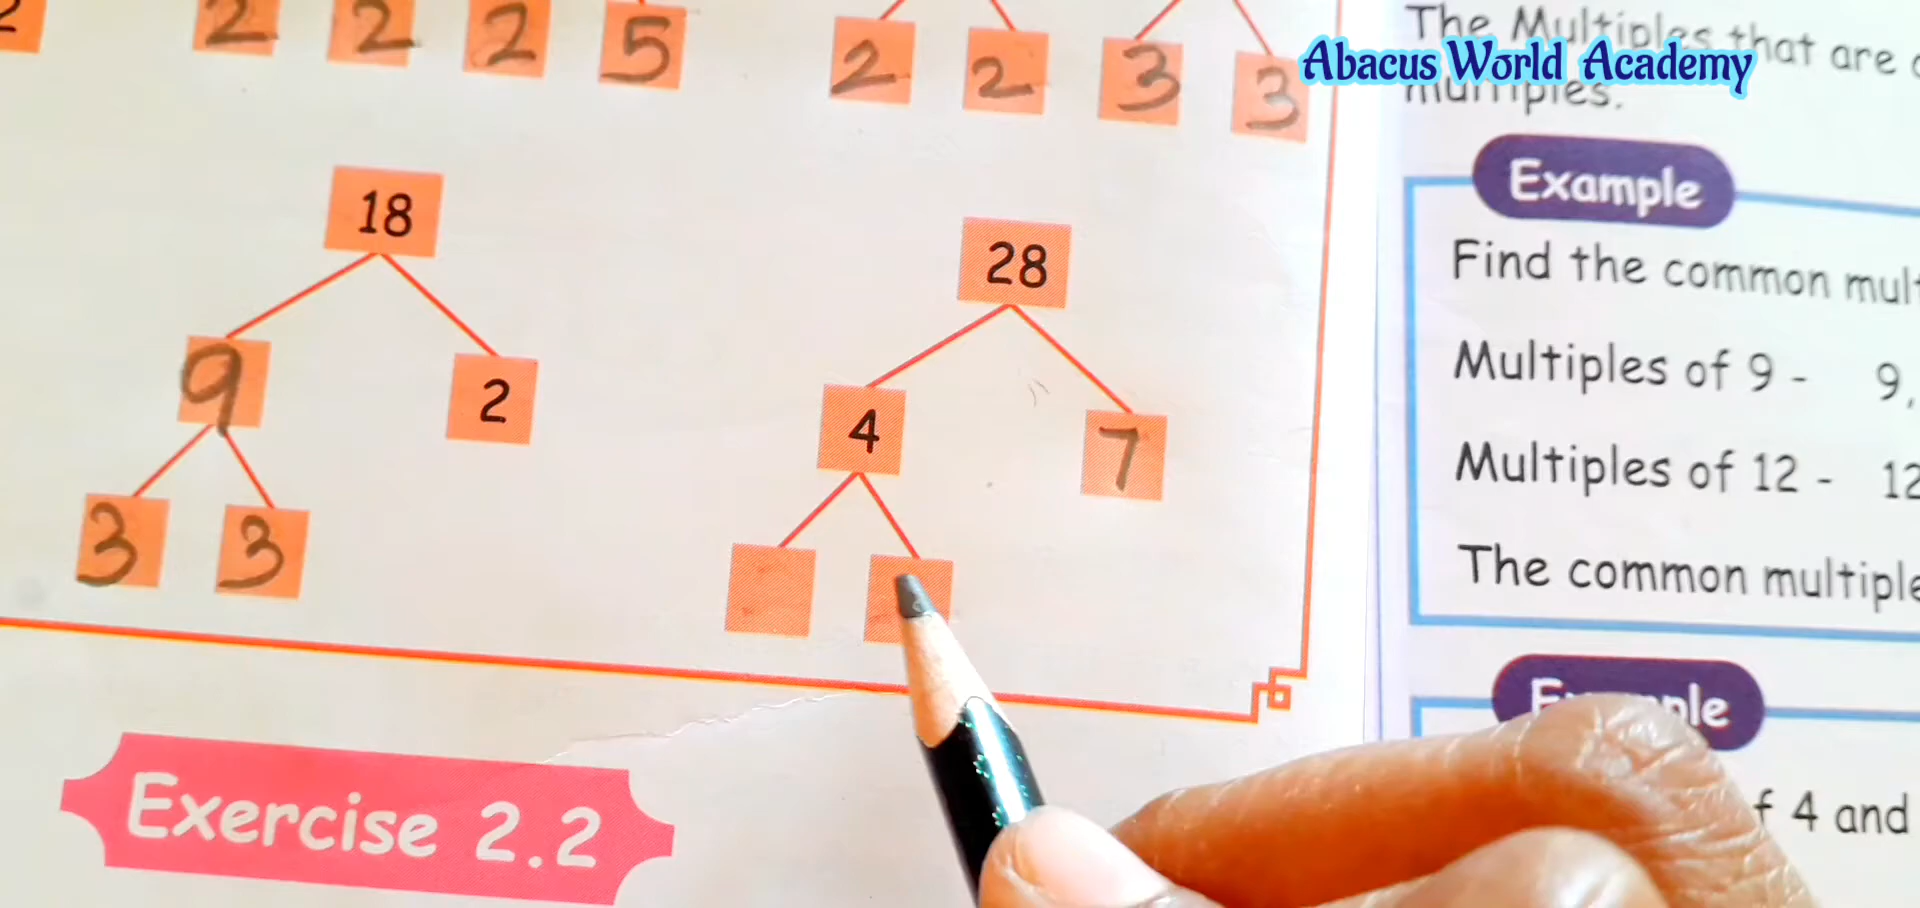 2
2 2 2 5 2 2 3 3
18
28
9 2
4 7
3 3
Exercise 2.2
The Multiples that are
multiples.
Abacus World Academy
Example
Find the common
Multiples of 9 - 9,
Multiples of 12 - 12
The common
Example
4 and